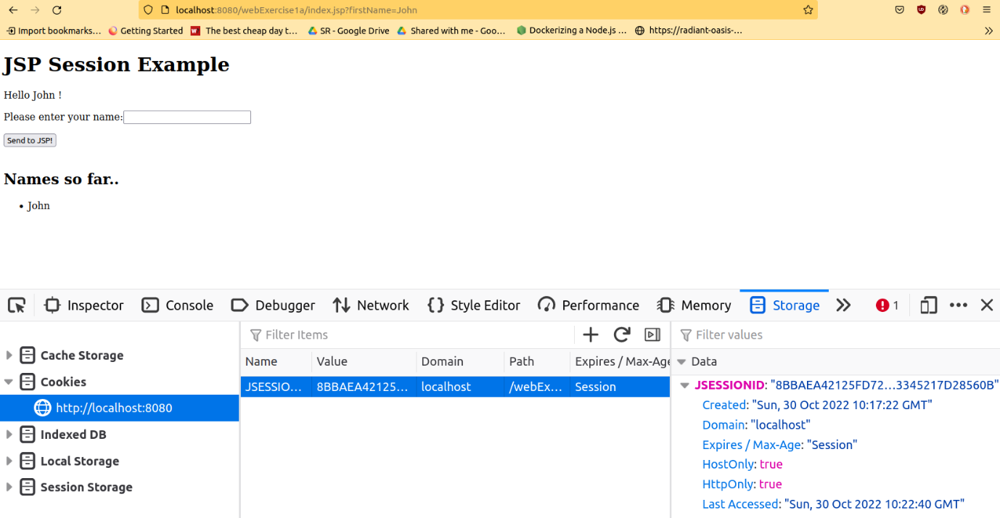 localhost:8080/webExercise1a/index.jsp?firstName=John
Import bookmarks... Getting Started The best cheap day t... SR - Google Drive Shared with me - Goo... Dockerizing a Node.js ... https://radiant-oasis-...
JSP Session Example
Hello John !
Please enter your name:
Send to JSP!
Names so far..
• John
Inspector Console Debugger Network Style Editor Performance Memory Storage 1
Filter Items
Filter values
Cache Storage
Cookies
http://localhost:8080
Indexed DB
Local Storage
Session Storage
Name Value Domain Path Expires / Max-Age
JSESSIO... 8BBAEA42125... localhost /webEx... Session
Data
JSESSIONID: "8BBAEA42125FD72...3345217D28560B"
Created: "Sun, 30 Oct 2022 10:17:22 GMT"
Domain: "localhost"
Expires / Max-Age: "Session"
HostOnly: true
HttpOnly: true
Last Accessed: "Sun, 30 Oct 2022 10:22:40 GMT"